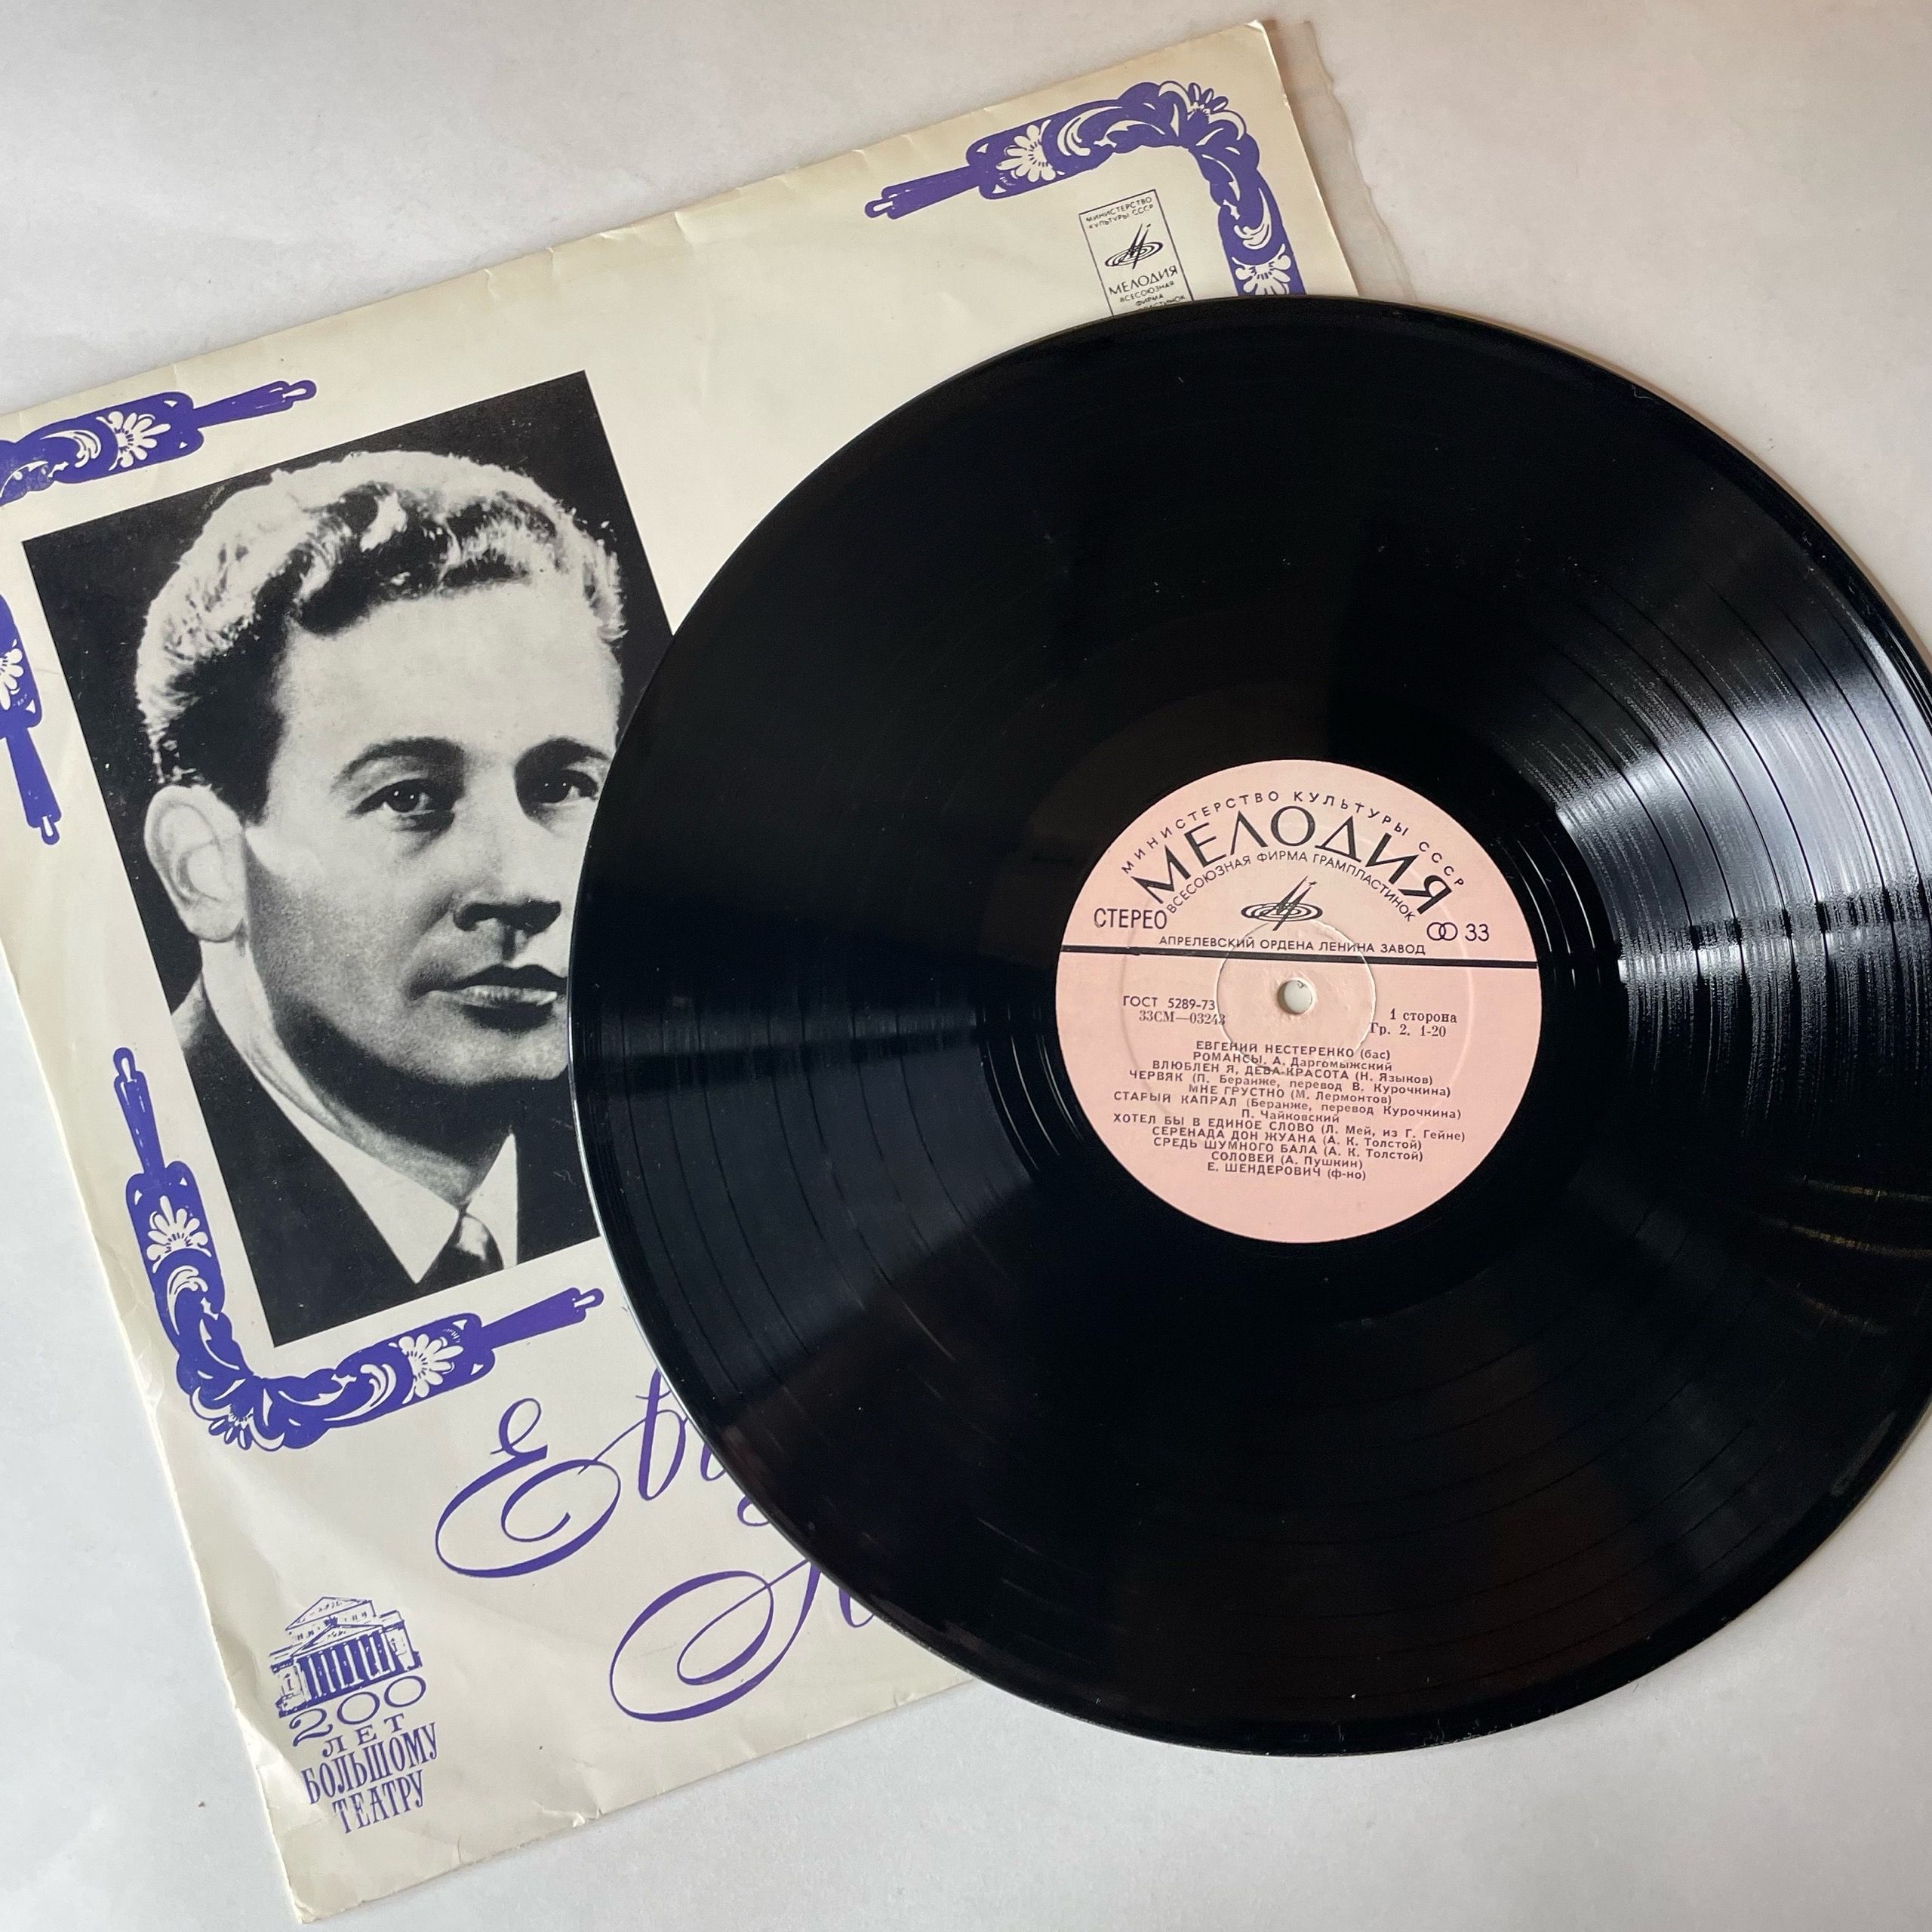 МИНИСТЕРСТВО
КУЛЬТУРЫ СССР
МЕЛОДИЯ
ВСЕСОЮЗНАЯ
ФИРМА
Ев
200
ЛЕТ
БОЛЬШОМУ
ТЕАТРУ
МИНИСТЕРСТВО КУЛЬТУРЫ СССР
МЕЛОДИЯ
ВСЕСОЮЗНАЯ ФИРМА ГРАМПЛАСТИНОК
СТЕРЕО
33
АПРЕЛЕВСКИЙ ОРДЕНА ЛЕНИНА ЗАВОД
ГОСТ 5289-73
33СМ—03243
1 сторона
Гр. 2. 1-20
ЕВГЕНИЙ НЕСТЕРЕНКО (бас)
РОМАНСЫ. А. Даргомыжский
ВЛЮБЛЕН Я, ДЕВА-КРАСОТА (Н. Языков)
ЧЕРВЯК (П. Беранже, перевод В. Курочкина)
МНЕ ГРУСТНО (М. Лермонтов)
СТАРЫЙ КАПРАЛ (Беранже, перевод Курочкина)
П. Чайковский
ХОТЕЛ БЫ В ЕДИНОЕ СЛОВО (Л. Мей, из Г. Гейне)
СЕРЕНАДА ДОН ЖУАНА (А. К. Толстой)
СРЕДЬ ШУМНОГО БАЛА (А. К. Толстой)
СОЛОВЕЙ (А. Пушкин)
Е. ШЕНДЕРОВИЧ (ф-но)